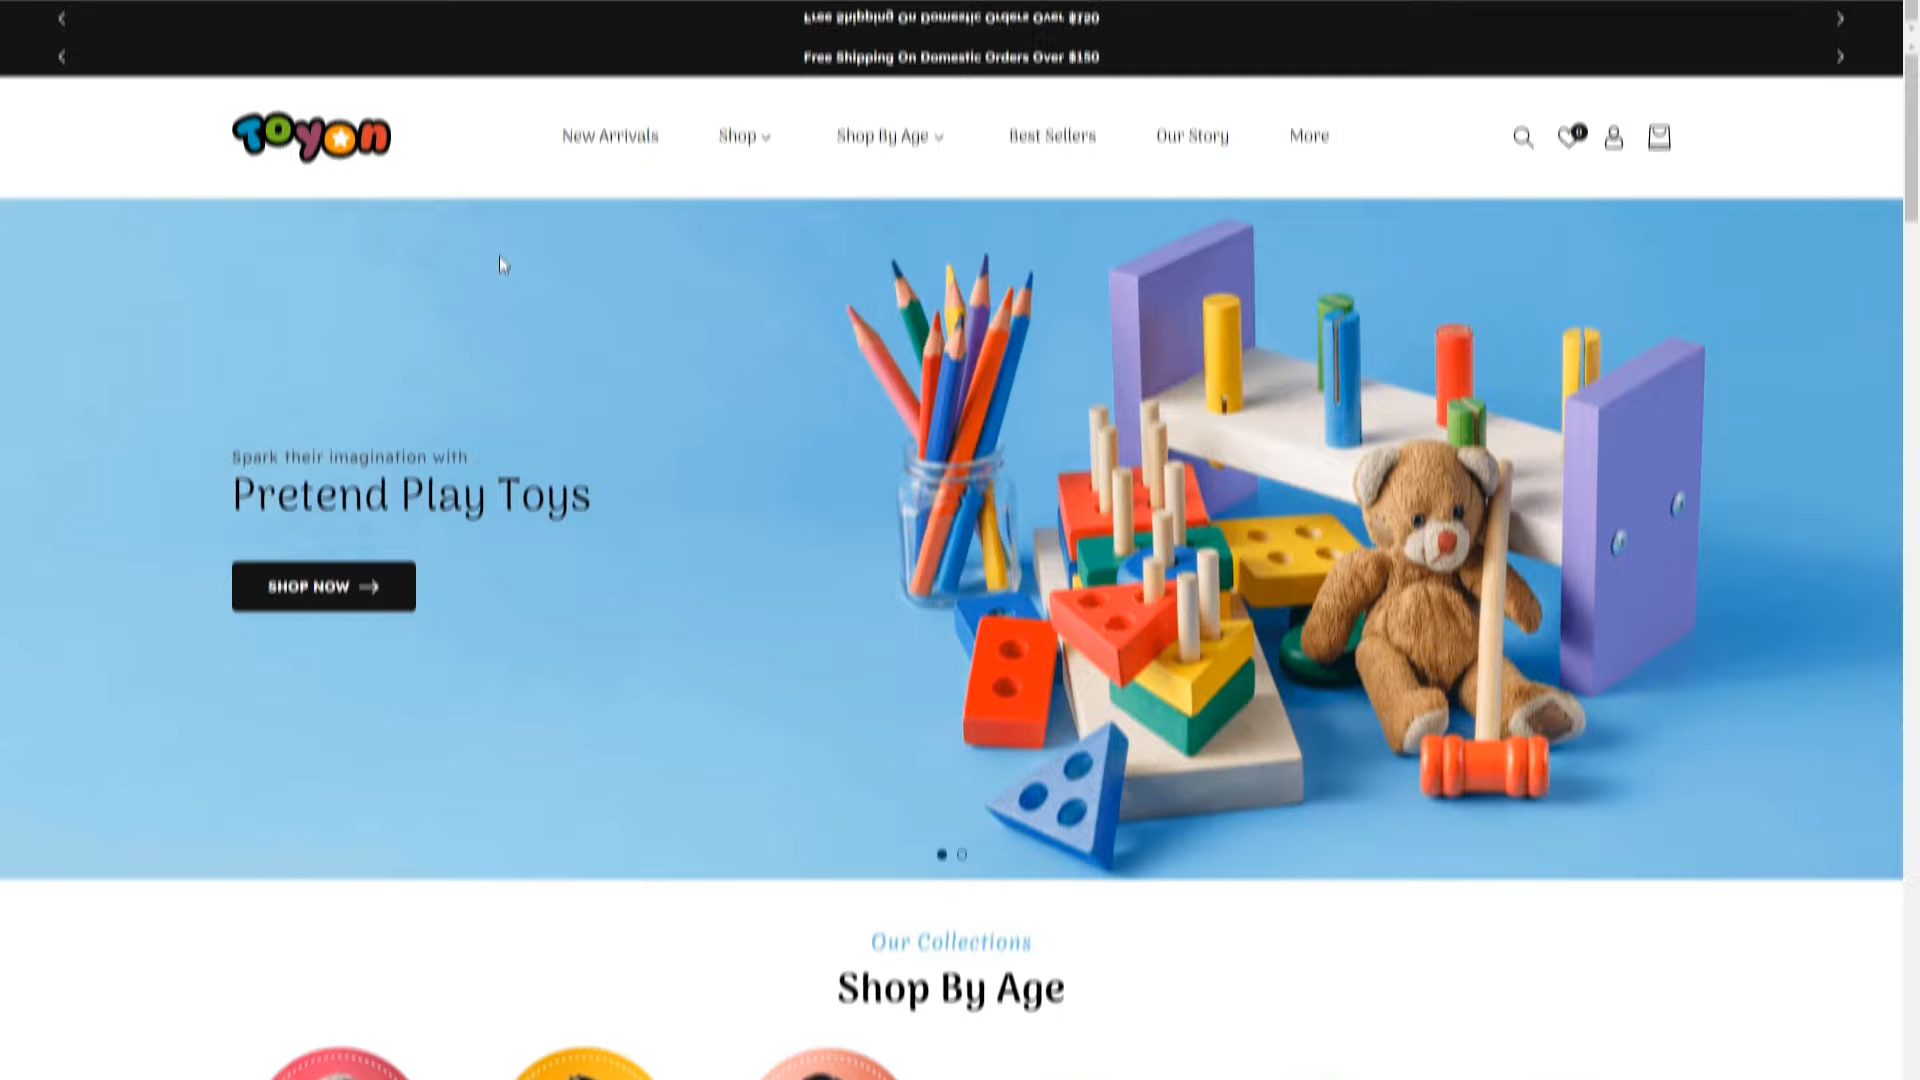 Free Shipping On Domestic Orders Over $150
Free Shipping On Domestic Orders Over $150
Toyon
New Arrivals
Shop
Shop By Age
Best Sellers
Our Story
More
0
Spark their imagination with
Pretend Play Toys
SHOP NOW
Our Collections
Shop By Age